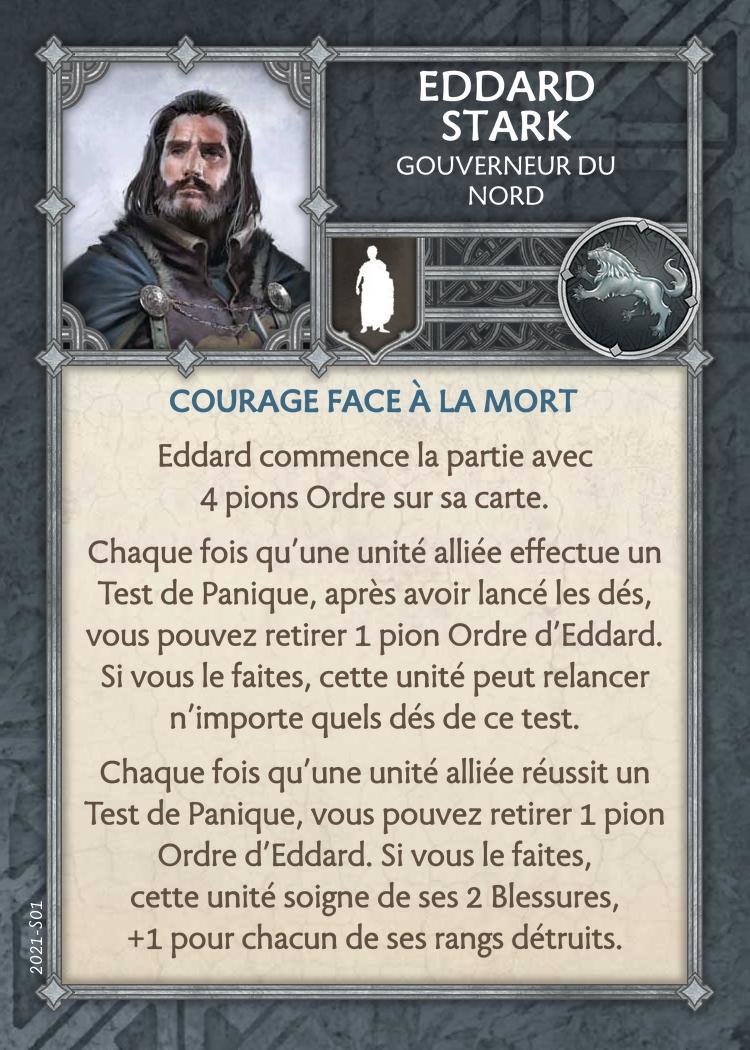 EDDARD
STARK
GOUVERNEUR DU
NORD
COURAGE FACE À LA MORT
Eddard commence la partie avec
4 pions Ordre sur sa carte.
Chaque fois qu’une unité alliée effectue un
Test de Panique, après avoir lancé les dés,
vous pouvez retirer 1 pion Ordre d’Eddard.
Si vous le faites, cette unité peut relancer
n’importe quels dés de ce test.
Chaque fois qu’une unité alliée réussit un
Test de Panique, vous pouvez retirer 1 pion
Ordre d’Eddard. Si vous le faites,
cette unité soigne de ses 2 Blessures,
+1 pour chacun de ses rangs détruits.
2021-S01